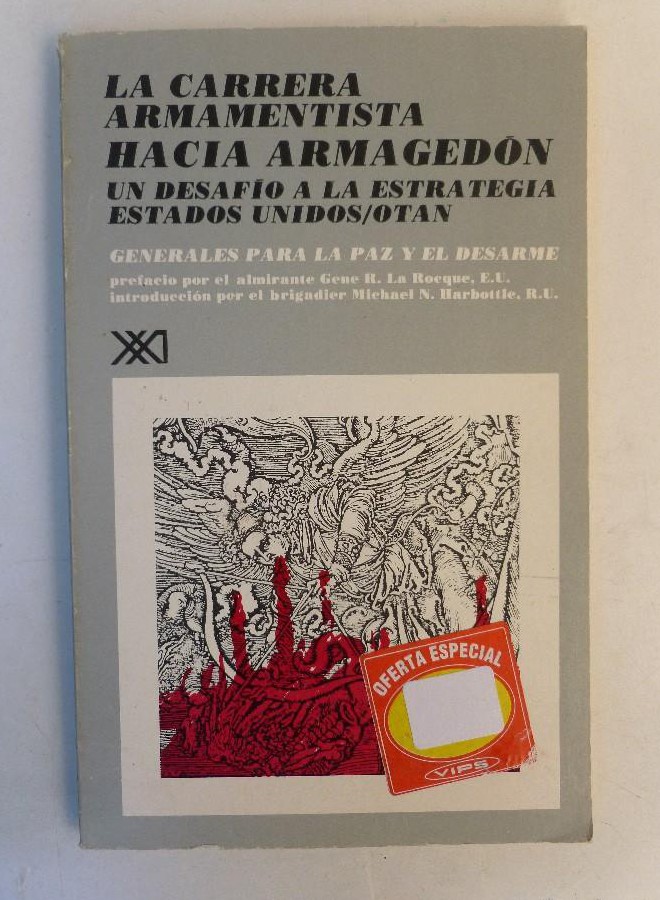 LA CARRERA
ARMAMENTISTA
HACIA ARMAGEDÓN
UN DESAFÍO A LA ESTRATEGIA
ESTADOS UNIDOS/OTAN
GENERALES PARA LA PAZ Y EL DESARME
prefacio por el almirante Gene R. La Rocque, E.U.
introducción por el brigadier Michael N. Harbottle, R.U.
XXI
OFERTA ESPECIAL
VIPS